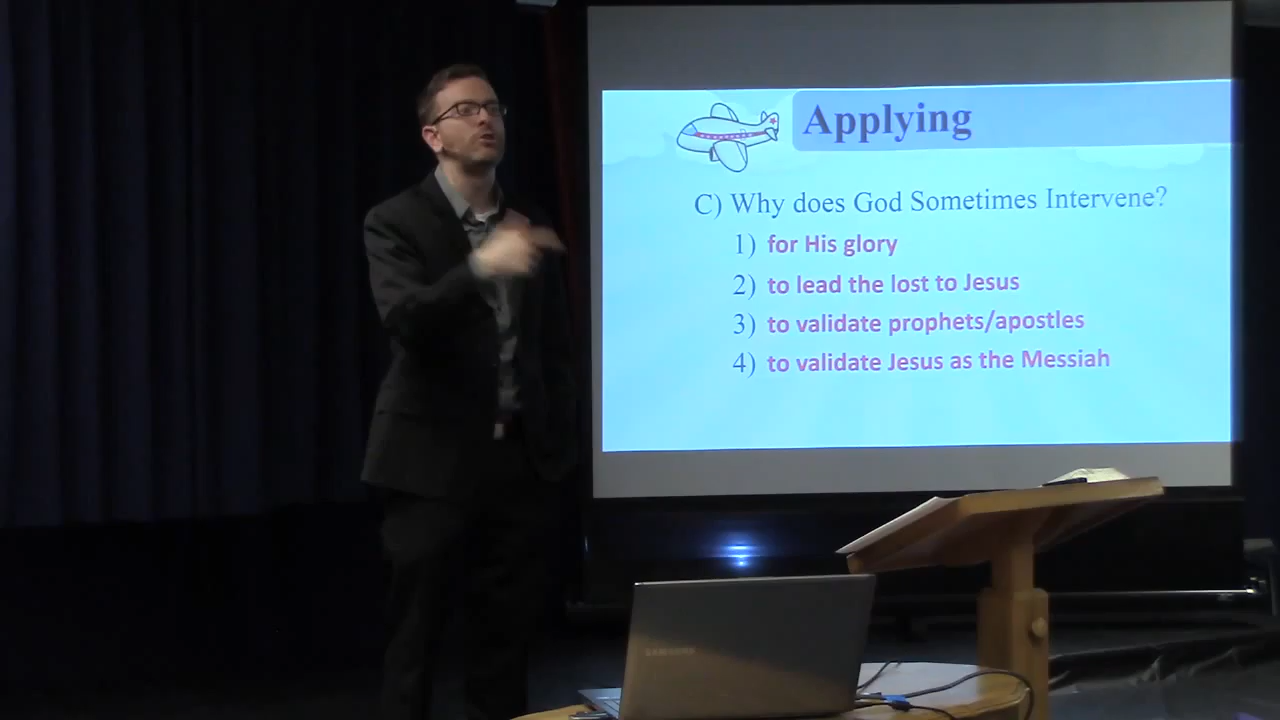 Applying
C) Why does God Sometimes Intervene?
1) for His glory
2) to lead the lost to Jesus
3) to validate prophets/apostles
4) to validate Jesus as the Messiah
SAMSUNG